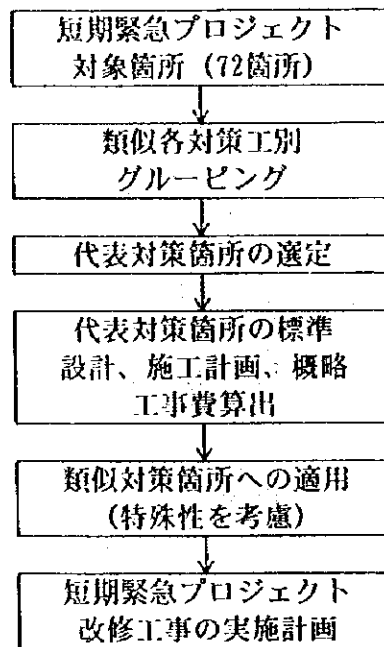 短期緊急プロジェクト
対象箇所（72箇所）
類似各対策工別
グルーピング
代表対策箇所の選定
代表対策箇所の標準
設計、施工計画、概略
工事費算出
類似対策箇所への適用
(特殊性を考慮)
短期緊急プロジェクト
改修工事の実施計画